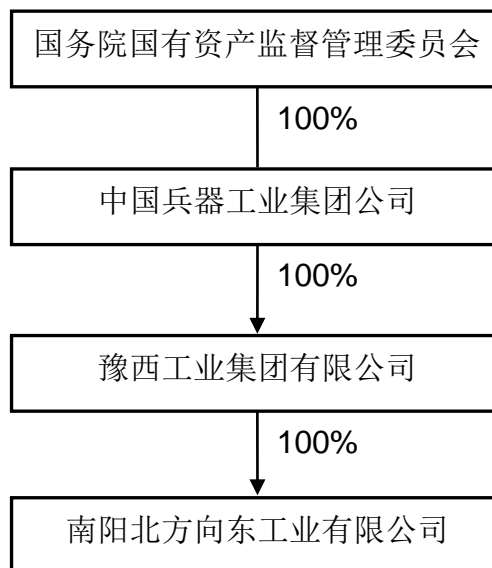 国务院国有资产监督管理委员会
100%
中国兵器工业集团公司
100%
豫西工业集团有限公司
100%
南阳北方向东工业有限公司